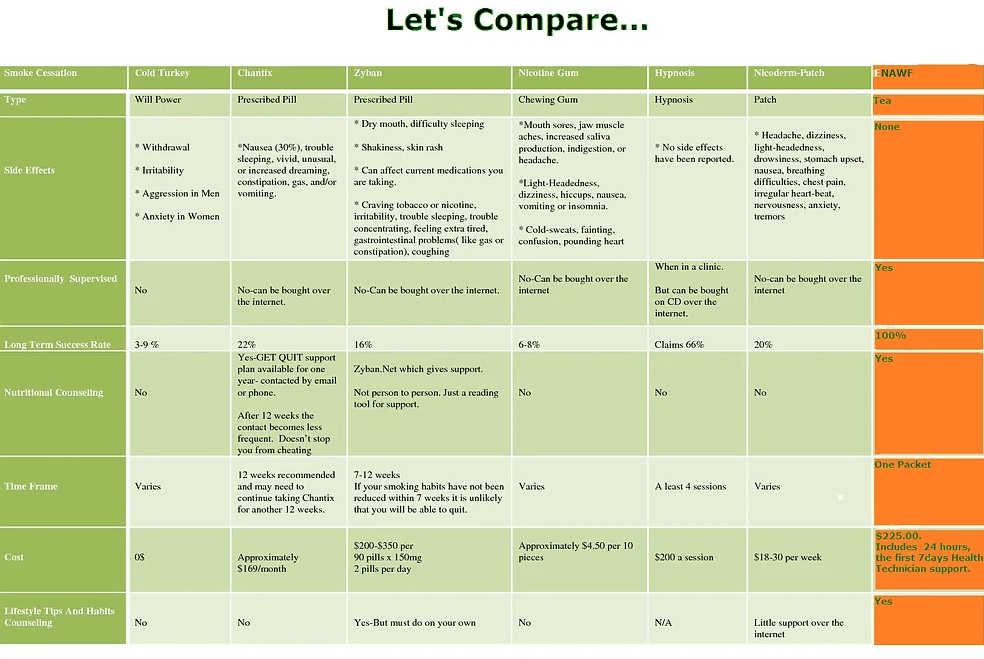 Let's Compare...
Smoke Cessation
Cold Turkey
Chantix
Zyban
Nicotine Gum
Hypnosis
Nicoderm-Patch
ENAWF
Type
Will Power
Prescribed Pill
Prescribed Pill
Chewing Gum
Hypnosis
Patch
Tea
Side Effects
* Withdrawal
* Irritability
* Aggression in Men
* Anxiety in Women
*Nausea (30%), trouble
sleeping, vivid, unusual,
or increased dreaming,
constipation, gas, and/or
vomiting.
* Dry mouth, difficulty sleeping
* Shakiness, skin rash
* Can affect current medications you
are taking.
* Craving tobacco or nicotine,
irritability, trouble sleeping, trouble
concentrating, feeling extra tired,
gastrointestinal problems( like gas or
constipation), coughing
*Mouth sores, jaw muscle
aches, increased saliva
production, indigestion, or
headache.
*Light-Headedness,
dizziness, hiccups, nausea,
vomiting or insomnia.
* Cold-sweats, fainting,
confusion, pounding heart
* No side effects
have been reported.
* Headache, dizziness,
light-headedness,
drowsiness, stomach upset,
nausea, breathing
difficulties, chest pain,
irregular heart-beat,
nervousness, anxiety,
tremors
None
Professionally Supervised
No
No-can be bought over
the internet.
No-Can be bought over the internet.
No-Can be bought over the
internet
When in a clinic.
But can be bought
on CD over the
internet.
No-can be bought over the
internet
Yes
Long Term Success Rate
3-9 %
22%
16%
6-8%
Claims 66%
20%
100%
Nutritional Counseling
No
Yes-GET QUIT support
plan available for one
year- contacted by email
or phone.
After 12 weeks the
contact becomes less
frequent. Doesn't stop
you from cheating
Zyban.Net which gives support.
Not person to person. Just a reading
tool for support.
No
No
No
Yes
Time Frame
Varies
12 weeks recommended
and may need to
continue taking Chantix
for another 12 weeks.
7-12 weeks
If your smoking habits have not been
reduced within 7 weeks it is unlikely
that you will be able to quit.
Varies
A least 4 sessions
Varies
One Packet
Cost
0$
Approximately
$169/month
$200-$350 per
90 pills x 150mg
2 pills per day
Approximately $4.50 per 10
pieces
$200 a session
$18-30 per week
$225.00.
Includes 24 hours,
the first 7days Health
Technician support.
Lifestyle Tips And Habits
Counseling
No
No
Yes-But must do on your own
No
N/A
Little support over the
internet
Yes